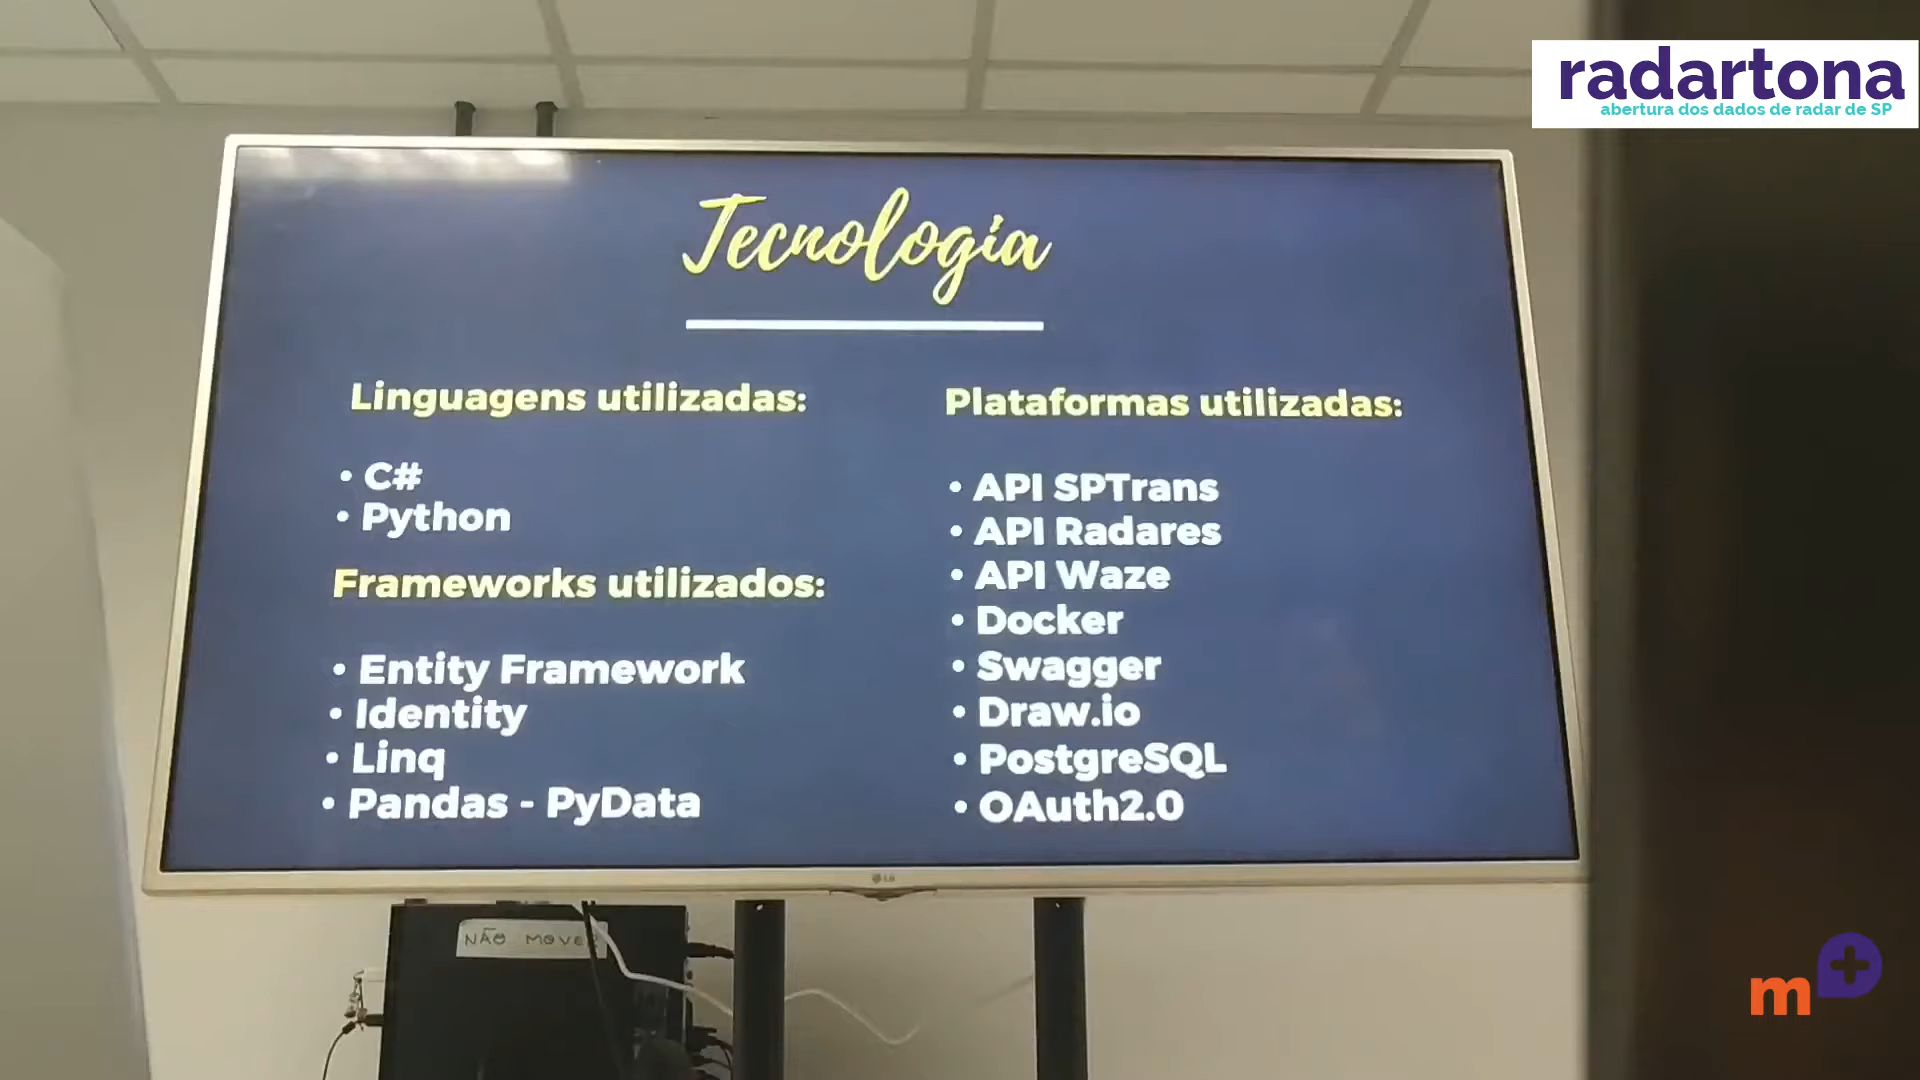 radartona
abertura dos dados de radar de SP
Tecnologia
Linguagens utilizadas:
• C#
• Python
Frameworks utilizados:
• Entity Framework
• Identity
• Linq
• Pandas - PyData
Plataformas utilizadas:
• API SPTrans
• API Radares
• API Waze
• Docker
• Swagger
• Draw.io
• PostgreSQL
• OAuth2.0
LG
NÃO MOVER
m+